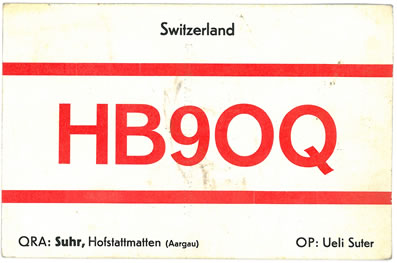 Switzerland
HB9OQ
QRA: Suhr, Hofstattmatten (Aargau) OP: Ueli Suter